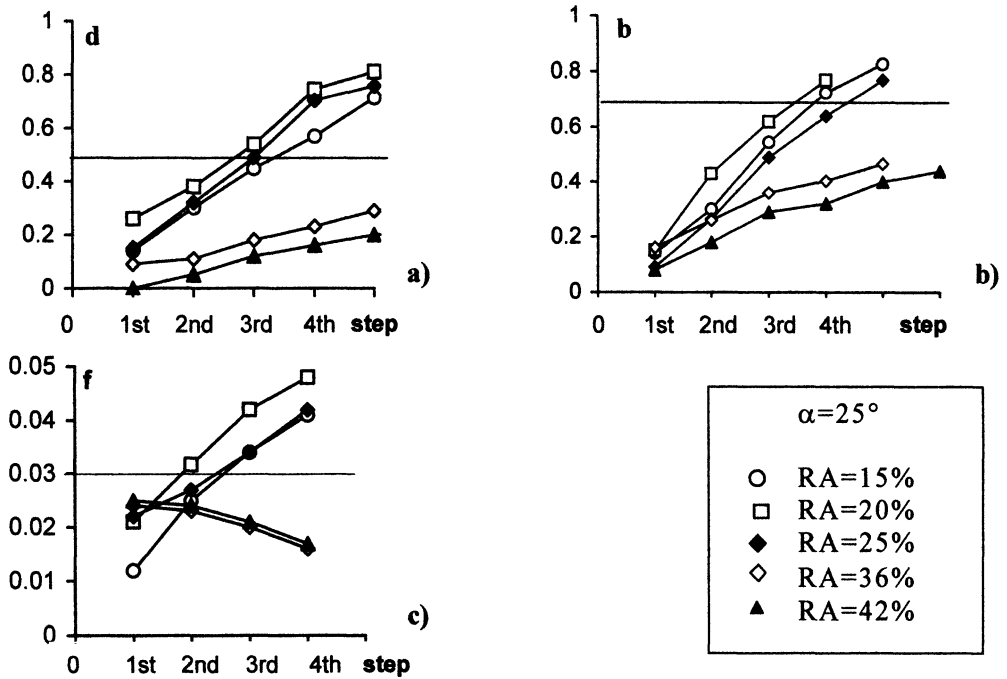 d
1
0.8
0.6
0.4
0.2
0
0 1st 2nd 3rd 4th step
a)
b
1
0.8
0.6
0.4
0.2
0
0 1st 2nd 3rd 4th step
b)
f
0.05
0.04
0.03
0.02
0.01
0
0 1st 2nd 3rd 4th step
c)
α=25°
RA=15%
RA=20%
RA=25%
RA=36%
RA=42%